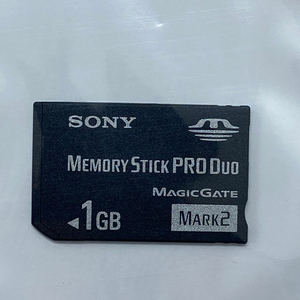 SONY
MEMORY STICK PRO DUO
MAGICGATE
◄1GB
MARK2